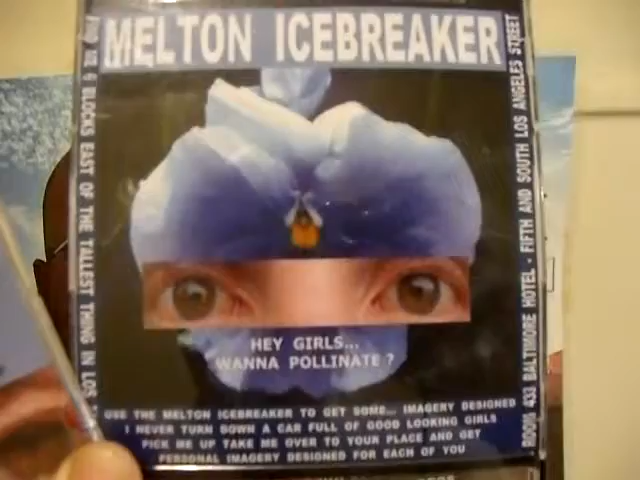 MELTON ICEBREAKER
6 BLOCKS EAST OF THE TALLEST THING IN LOS
HEY GIRLS...
WANNA POLLINATE ?
USE THE MELTON ICEBREAKER TO GET SOME... IMAGERY DESIGNED
I NEVER TURN DOWN A CAR FULL OF GOOD LOOKING GIRLS
PICK ME UP TAKE ME OVER TO YOUR PLACE AND GET
PERSONAL IMAGERY DESIGNED FOR EACH OF YOU
ROOM 433 BALTIMORE HOTEL - FIFTH AND SOUTH LOS ANGELES STREET